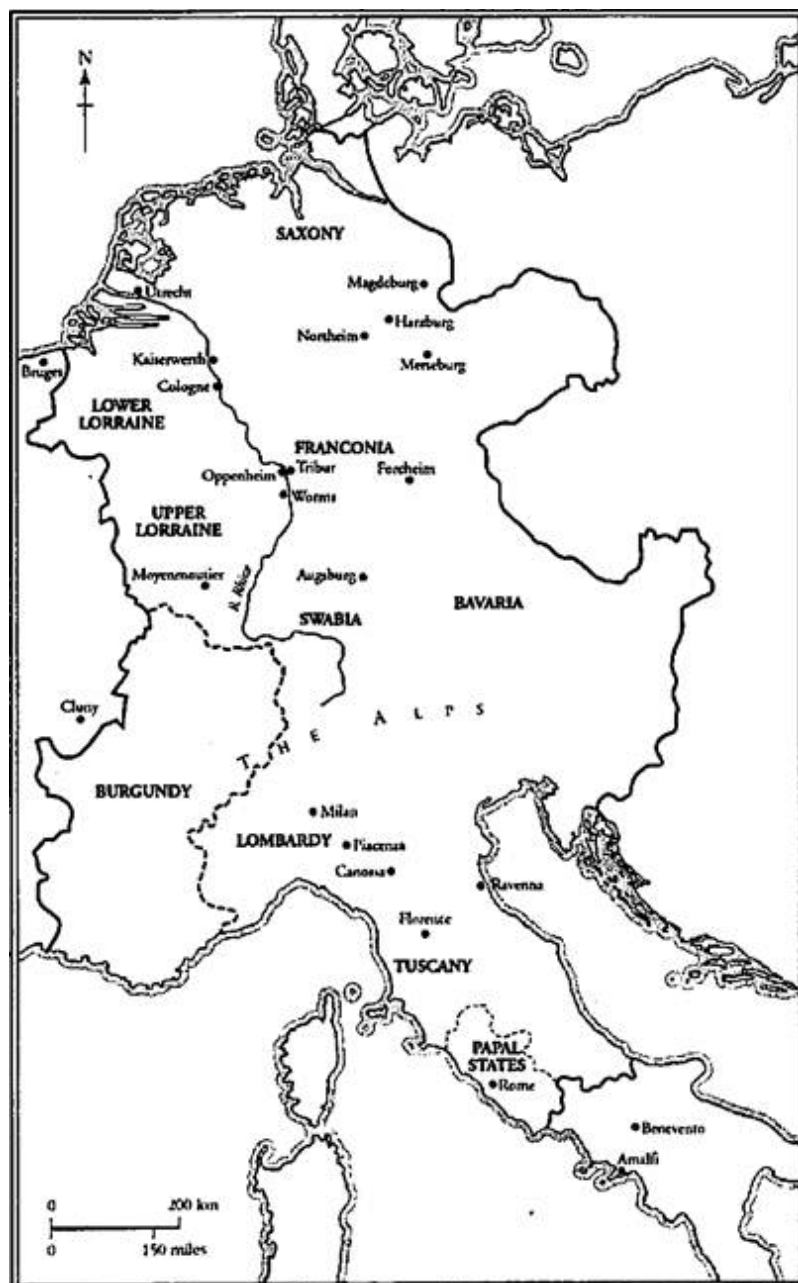 N
SAXONY
Magdeburg
Utrecht
Harzburg
Northeim
Merseburg
Bruges
Kaiserwerth
Cologne
LOWER
LORRAINE
FRANCONIA
Tribur
Oppenheim
Forcheim
Worms
UPPER
LORRAINE
Moyenmoutier
R. Rhine
Augsburg
SWABIA
BAVARIA
Cluny
THE ALPS
BURGUNDY
Milan
LOMBARDY
Piacenza
Canossa
Ravenna
Florence
TUSCANY
PAPAL
STATES
Rome
Benevento
Amalfi
0 200 km
0 150 miles